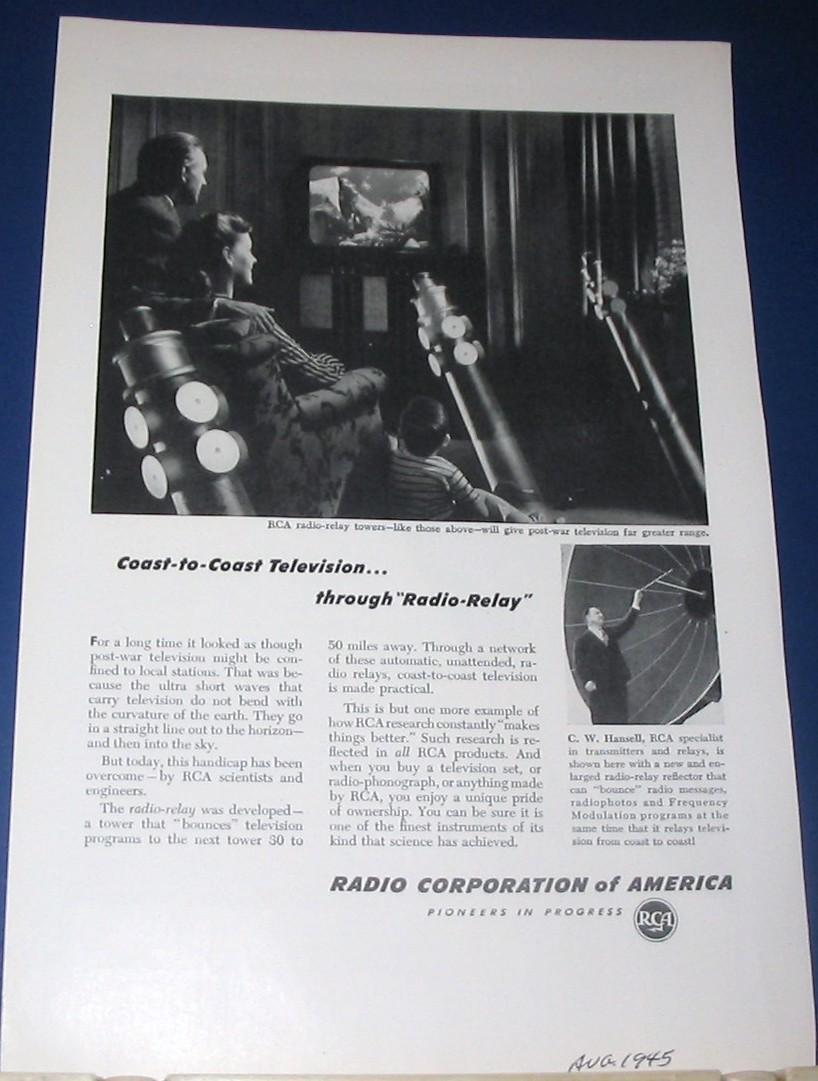 RCA radio-relay towers—like those above—will give post-war television far greater range.
Coast-to-Coast Television...
through "Radio-Relay"
For a long time it looked as though
post-war television might be con-
fined to local stations. That was be-
cause the ultra short waves that
carry television do not bend with
the curvature of the earth. They go
in a straight line out to the horizon—
and then into the sky.
But today, this handicap has been
overcome—by RCA scientists and
engineers.
The radio-relay was developed—
a tower that "bounces" television
programs to the next tower 30 to
50 miles away. Through a network
of these automatic, unattended, ra-
dio relays, coast-to-coast television
is made practical.
This is but one more example of
how RCA research constantly "makes
things better." Such research is re-
flected in all RCA products. And
when you buy a television set, or
radio-phonograph, or anything made
by RCA, you enjoy a unique pride
of ownership. You can be sure it is
one of the finest instruments of its
kind that science has achieved.
C. W. Hansell, RCA specialist
in transmitters and relays, is
shown here with a new and en-
larged radio-relay reflector that
can "bounce" radio messages,
radiophotos and Frequency
Modulation programs at the
same time that it relays televi-
sion from coast to coast!
RADIO CORPORATION of AMERICA
PIONEERS IN PROGRESS
RCA
AUG. 1945